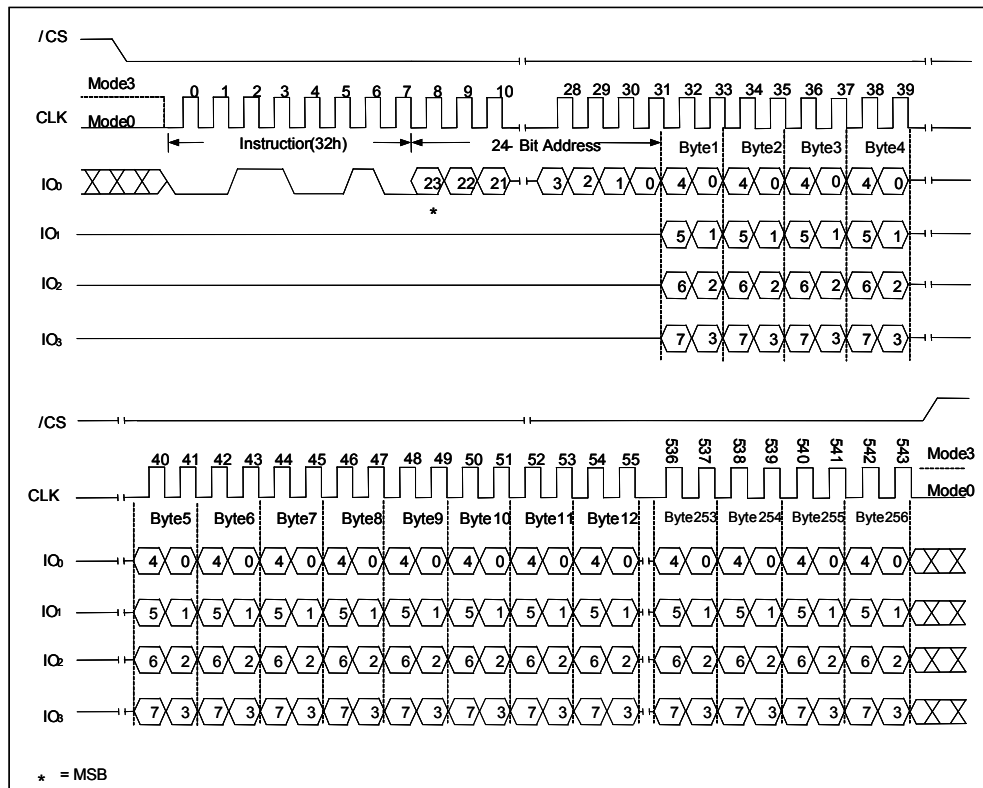 /CS
Mode3
0 1 2 3 4 5 6 7 8 9 10 28 29 30 31 32 33 34 35 36 37 38 39
CLK Mode0
Instruction(32h) 24- Bit Address Byte1 Byte2 Byte3 Byte4
IO0 23 22 21 3 2 1 0 4 0 4 0 4 0 4 0
*
IO1 5 1 5 1 5 1 5 1
IO2 6 2 6 2 6 2 6 2
IO3 7 3 7 3 7 3 7 3
/CS
40 41 42 43 44 45 46 47 48 49 50 51 52 53 54 55 536 537 538 539 540 541 542 543 Mode3
CLK Mode0
Byte5 Byte6 Byte7 Byte8 Byte9 Byte10 Byte11 Byte12 Byte253 Byte254 Byte255 Byte256
IO0 4 0 4 0 4 0 4 0 4 0 4 0 4 0 4 0 4 0 4 0 4 0 4 0
IO1 5 1 5 1 5 1 5 1 5 1 5 1 5 1 5 1 5 1 5 1 5 1 5 1
IO2 6 2 6 2 6 2 6 2 6 2 6 2 6 2 6 2 6 2 6 2 6 2 6 2
IO3 7 3 7 3 7 3 7 3 7 3 7 3 7 3 7 3 7 3 7 3 7 3 7 3
* = MSB